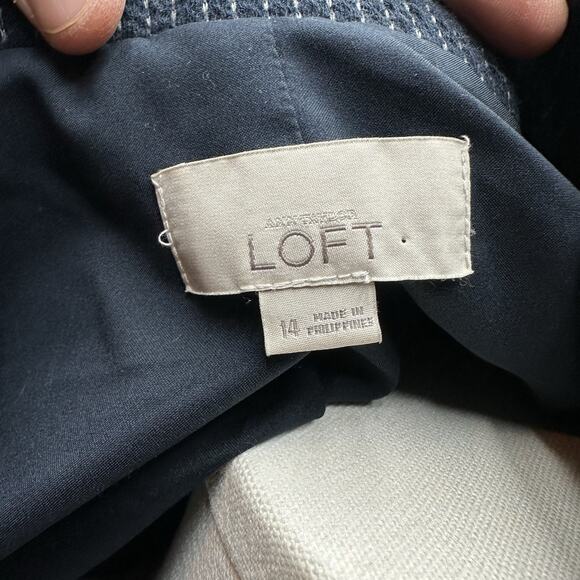 ANN TAYLOR
LOFT
14
MADE IN
PHILIPPINES